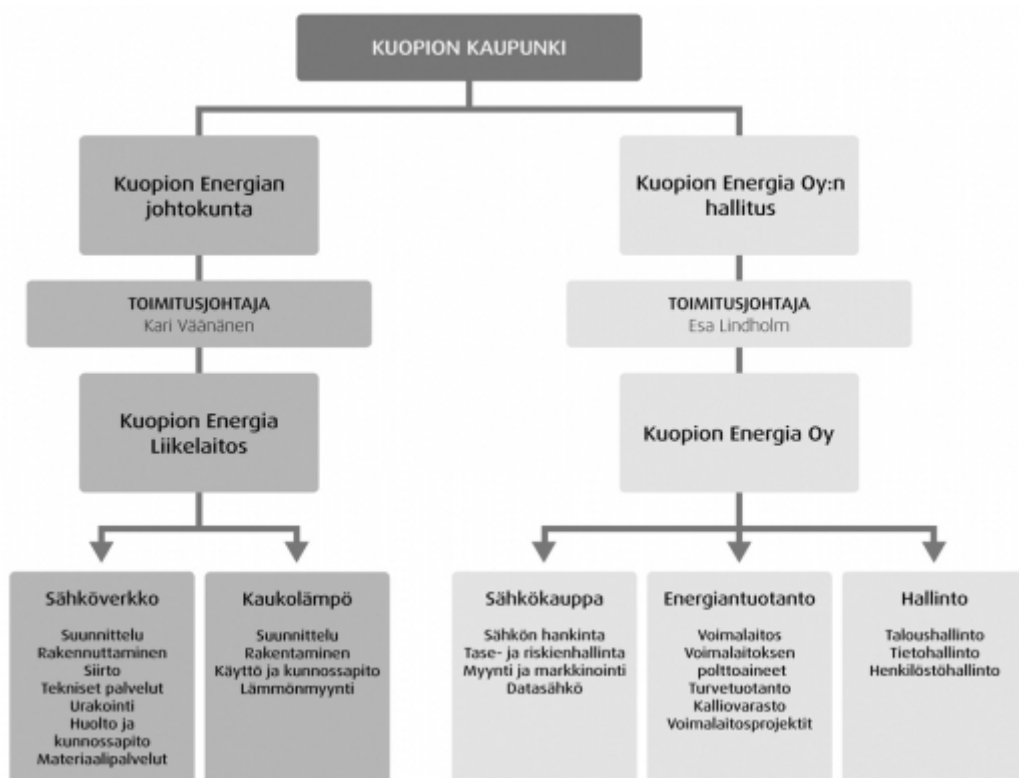 KUOPION KAUPUNKI
Kuopion Energian
johtokunta
TOIMITUSJOHTAJA
Kari Väänänen
Kuopion Energia
Liikelaitos
Sähköverkko
Suunnittelu
Rakennuttaminen
Siirto
Tekniset palvelut
Urakointi
Huolto ja
kunnossapito
Materiaalipalvelut
Kaukolämpö
Suunnittelu
Rakentaminen
Käyttö ja kunnossapito
Lämmönmyynti
Kuopion Energia Oy:n
hallitus
TOIMITUSJOHTAJA
Esa Lindholm
Kuopion Energia Oy
Sähkökauppa
Sähkön hankinta
Tase- ja riskienhallinta
Myynti ja markkinointi
Datasähkö
Energiantuotanto
Voimalaitos
Voimalaitoksen
polttoaineet
Turvetuotanto
Kalliovarasto
Voimalaitosprojektit
Hallinto
Taloushallinto
Tietohallinto
Henkilöstöhallinto